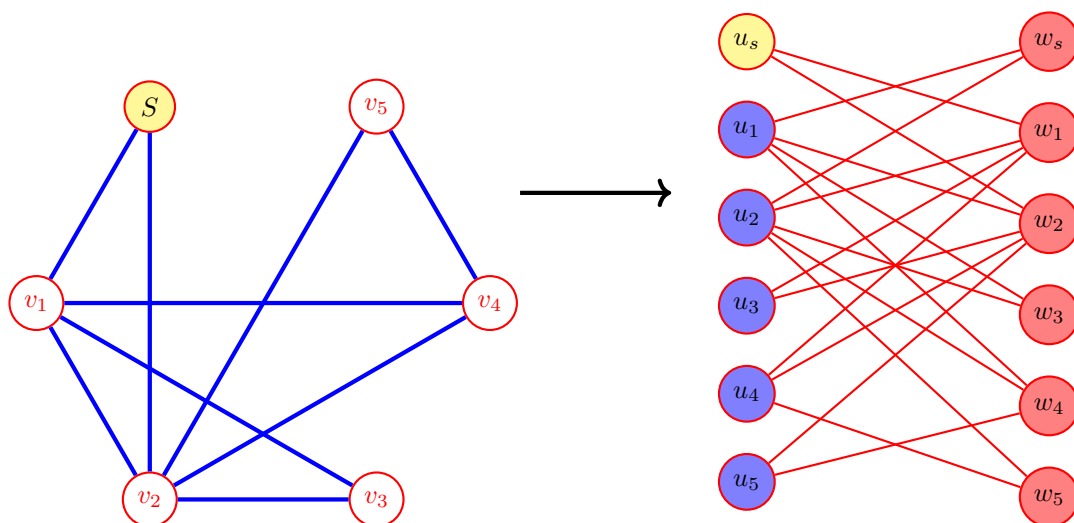 S
v₅
v₁
v₄
v₂
v₃
uₛ
u₁
u₂
u₃
u₄
u₅
wₛ
w₁
w₂
w₃
w₄
w₅